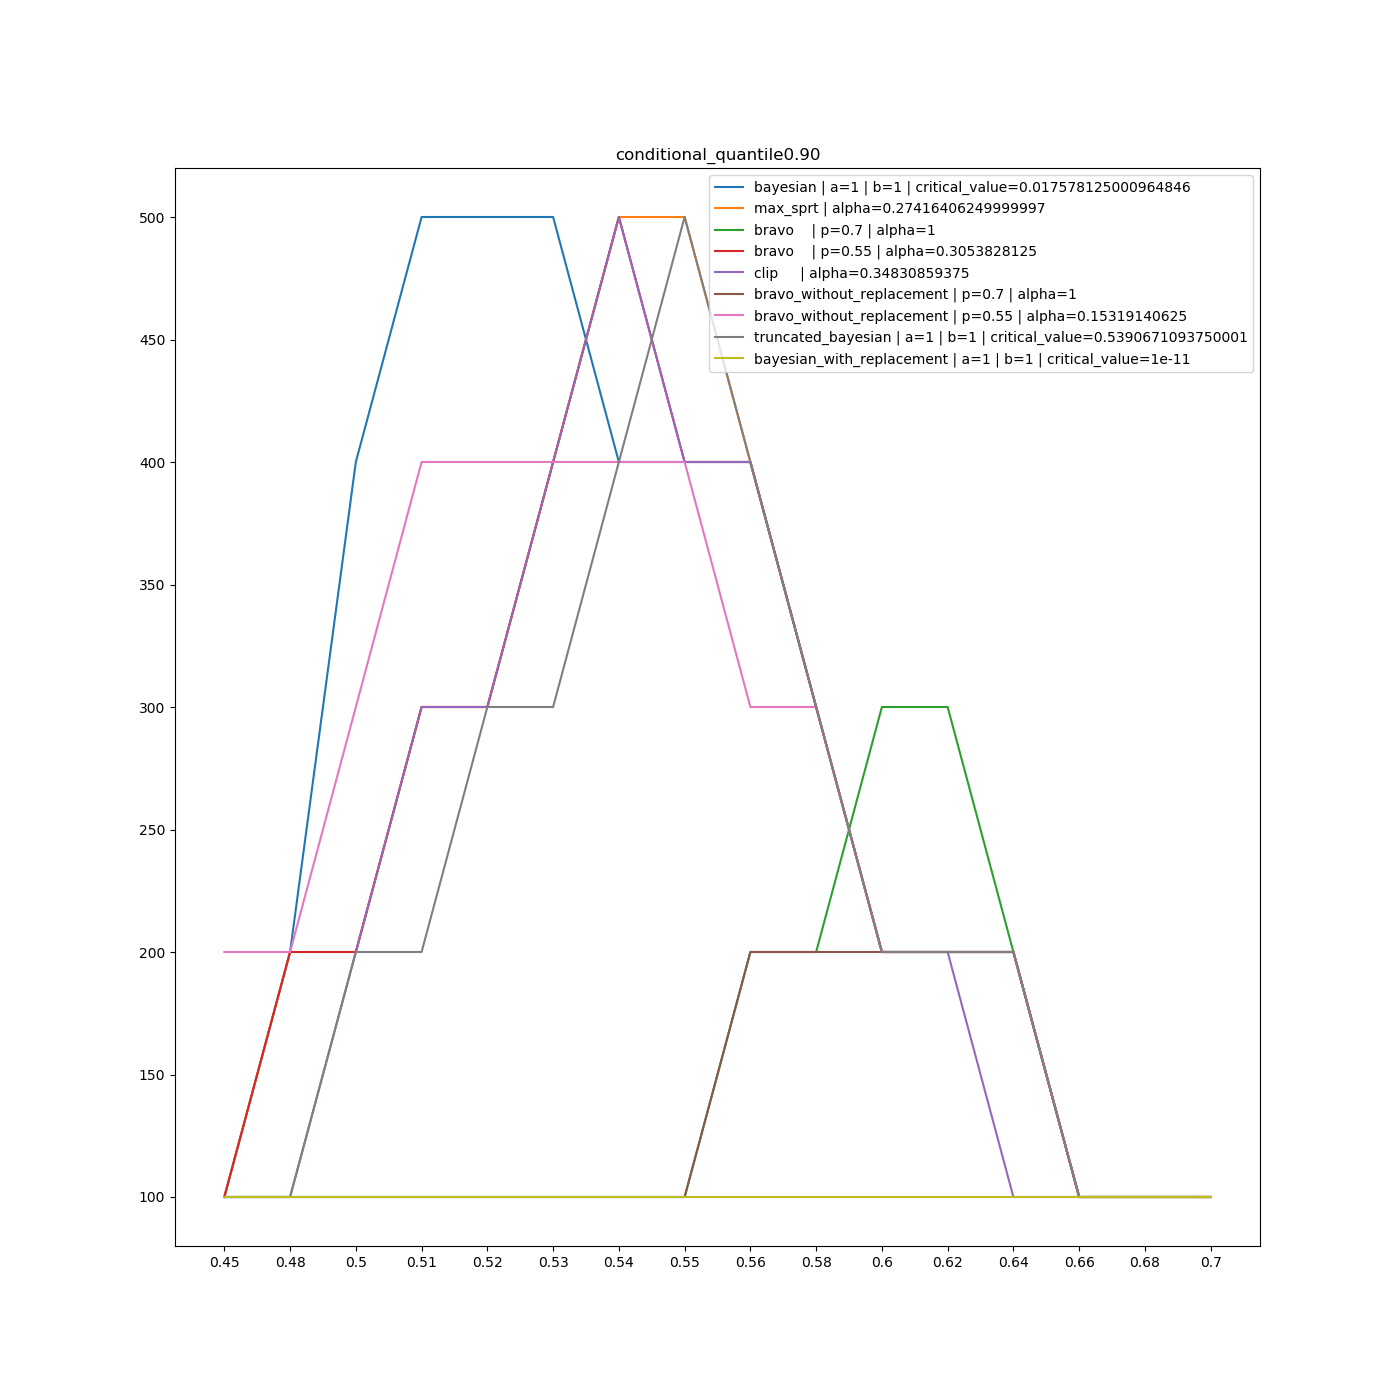 conditional_quantile0.90
bayesian | a=1 | b=1 | critical_value=0.017578125000964846
max_sprt | alpha=0.27416406249999997
bravo    | p=0.7 | alpha=1
bravo    | p=0.55 | alpha=0.3053828125
clip     | alpha=0.34830859375
bravo_without_replacement | p=0.7 | alpha=1
bravo_without_replacement | p=0.55 | alpha=0.15319140625
truncated_bayesian | a=1 | b=1 | critical_value=0.5390671093750001
bayesian_with_replacement | a=1 | b=1 | critical_value=1e-11
500
450
400
350
300
250
200
150
100
0.45 0.48 0.5 0.51 0.52 0.53 0.54 0.55 0.56 0.58 0.6 0.62 0.64 0.66 0.68 0.7